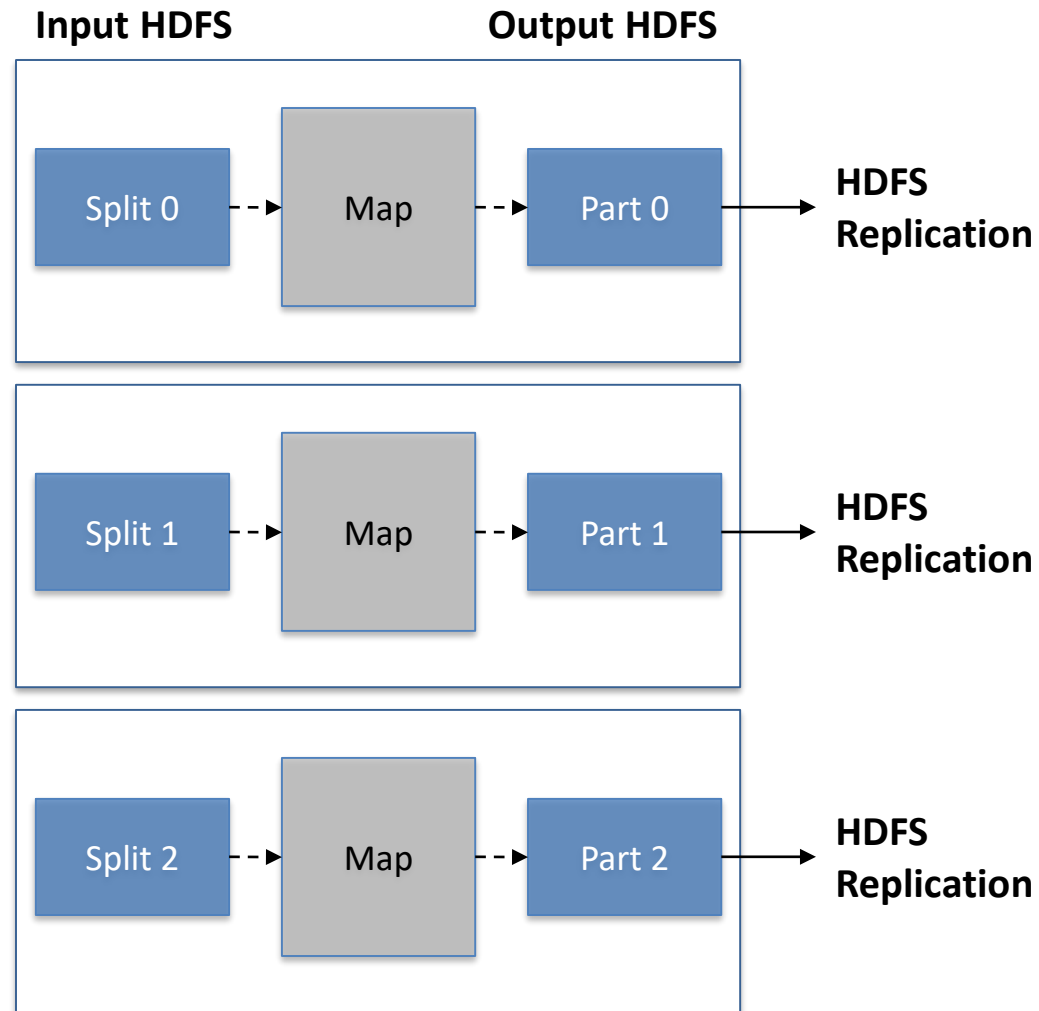 Input HDFS
Output HDFS
Split 0
Map
Part 0
HDFS
Replication
Split 1
Map
Part 1
HDFS
Replication
Split 2
Map
Part 2
HDFS
Replication